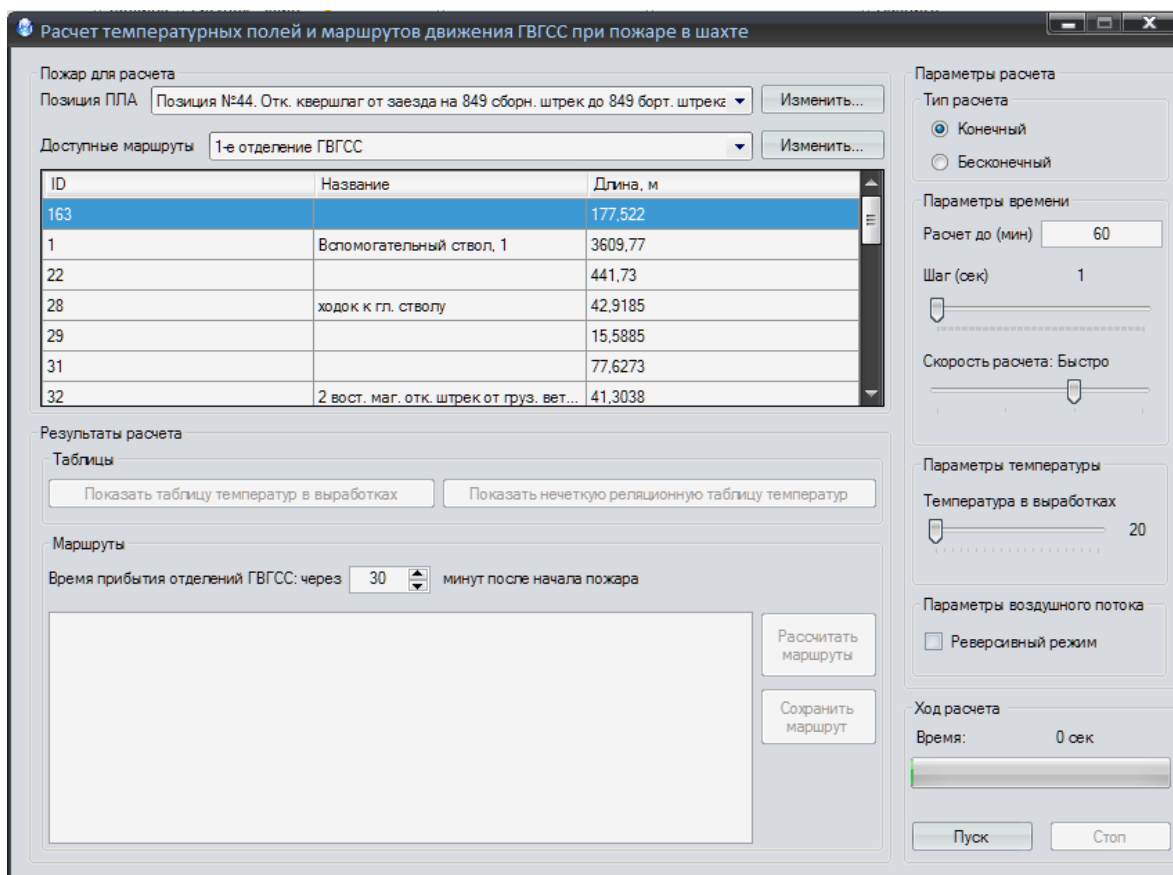 Расчет температурных полей и маршрутов движения ГВГСС при пожаре в шахте
Пожар для расчета
Позиция ПЛА Позиция №44. Отк. квершлаг от заезда на 849 сборн. штрек до 849 борт. штрека Изменить...
Доступные маршруты 1-е отделение ГВГСС Изменить...
ID Название Длина, м
163 177,522
1 Вспомогательный ствол, 1 3609,77
22 441,73
28 ходок к гл. стволу 42,9185
29 15,5885
31 77,6273
32 2 вост. маг. отк. штрек от груз. вет... 41,3038
Результаты расчета
Таблицы
Показать таблицу температур в выработках Показать нечеткую реляционную таблицу температур
Маршруты
Время прибытия отделений ГВГСС: через 30 минут после начала пожара
Рассчитать
маршруты
Сохранить
маршрут
Параметры расчета
Тип расчета
Конечный
Бесконечный
Параметры времени
Расчет до (мин) 60
Шаг (сек) 1
Скорость расчета: Быстро
Параметры температуры
Температура в выработках
20
Параметры воздушного потока
Реверсивный режим
Ход расчета
Время: 0 сек
Пуск Стоп